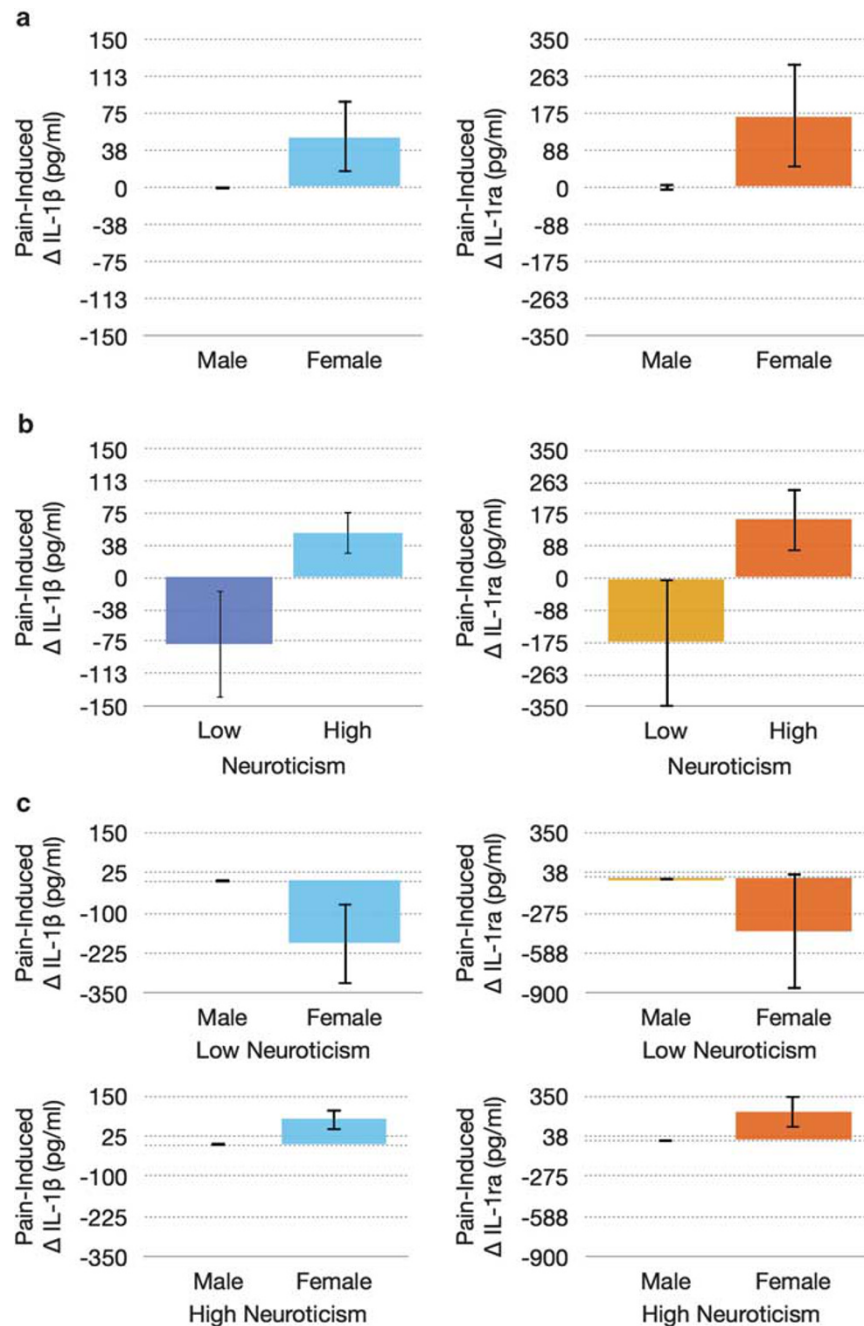 a
Pain-Induced
Δ IL-1β (pg/ml)
150
113
75
38
0
-38
-75
-113
-150
Male Female
Pain-Induced
Δ IL-1ra (pg/ml)
350
263
175
88
0
-88
-175
-263
-350
Male Female
b
Pain-Induced
Δ IL-1β (pg/ml)
150
113
75
38
0
-38
-75
-113
-150
Low High
Neuroticism
Pain-Induced
Δ IL-1ra (pg/ml)
350
263
175
88
0
-88
-175
-263
-350
Low High
Neuroticism
c
Pain-Induced
Δ IL-1β (pg/ml)
150
25
-100
-225
-350
Male Female
Low Neuroticism
Pain-Induced
Δ IL-1ra (pg/ml)
350
38
-275
-588
-900
Male Female
Low Neuroticism
Pain-Induced
Δ IL-1β (pg/ml)
150
25
-100
-225
-350
Male Female
High Neuroticism
Pain-Induced
Δ IL-1ra (pg/ml)
350
38
-275
-588
-900
Male Female
High Neuroticism